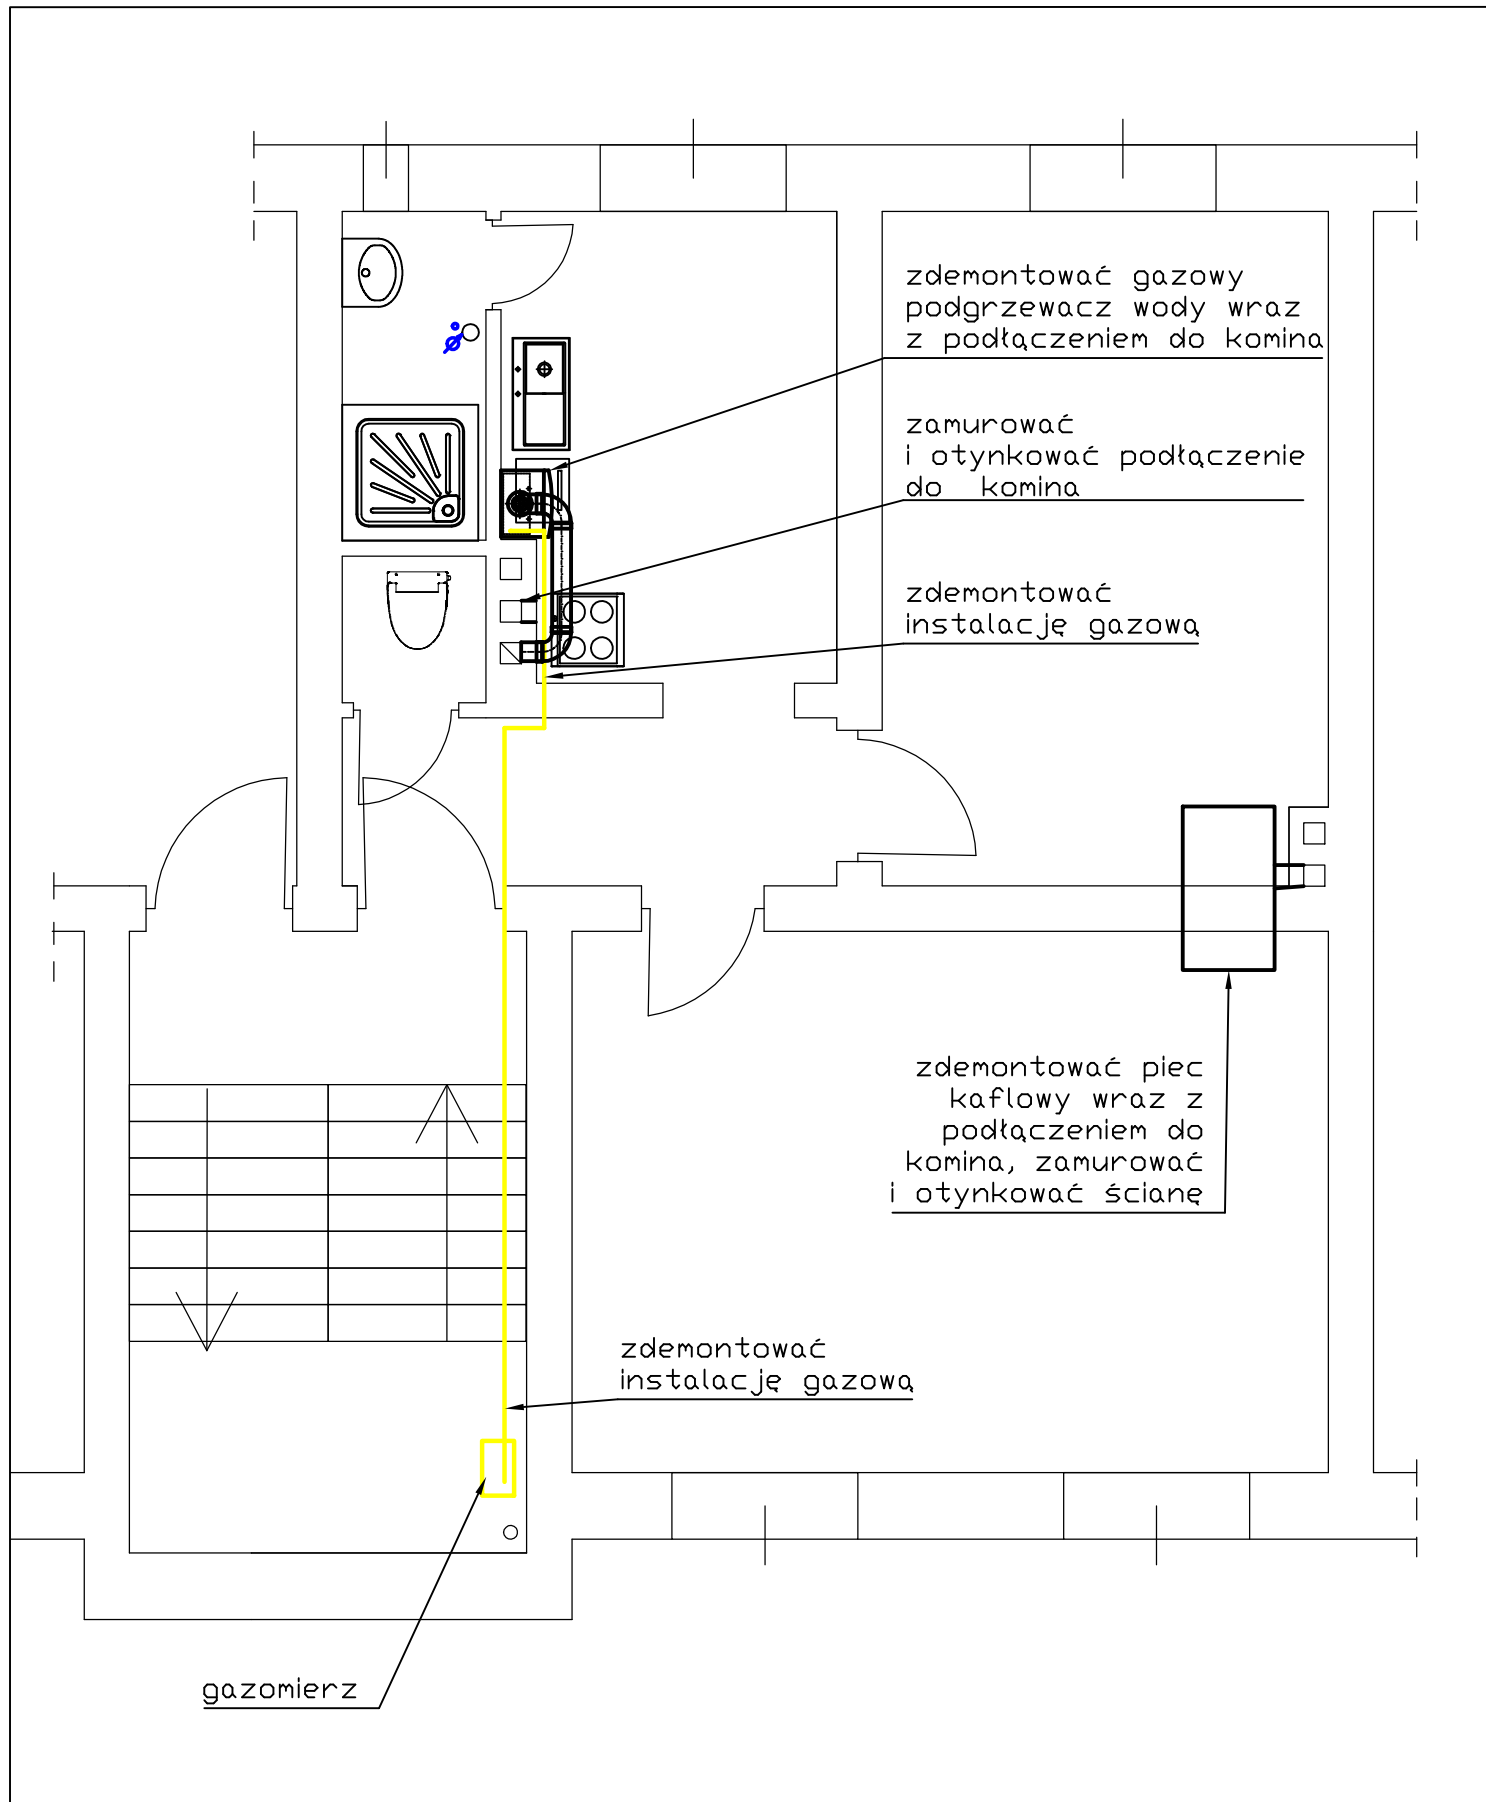 zdemontować gazowy
podgrzewacz wody wraz
z podłączeniem do komina
zamurować
i otynkować podłączenie
do komina
zdemontować
instalację gazową
zdemontować piec
kaflowy wraz z
podłączeniem do
komina, zamurować
i otynkować ścianę
zdemontować
instalację gazową
gazomierz